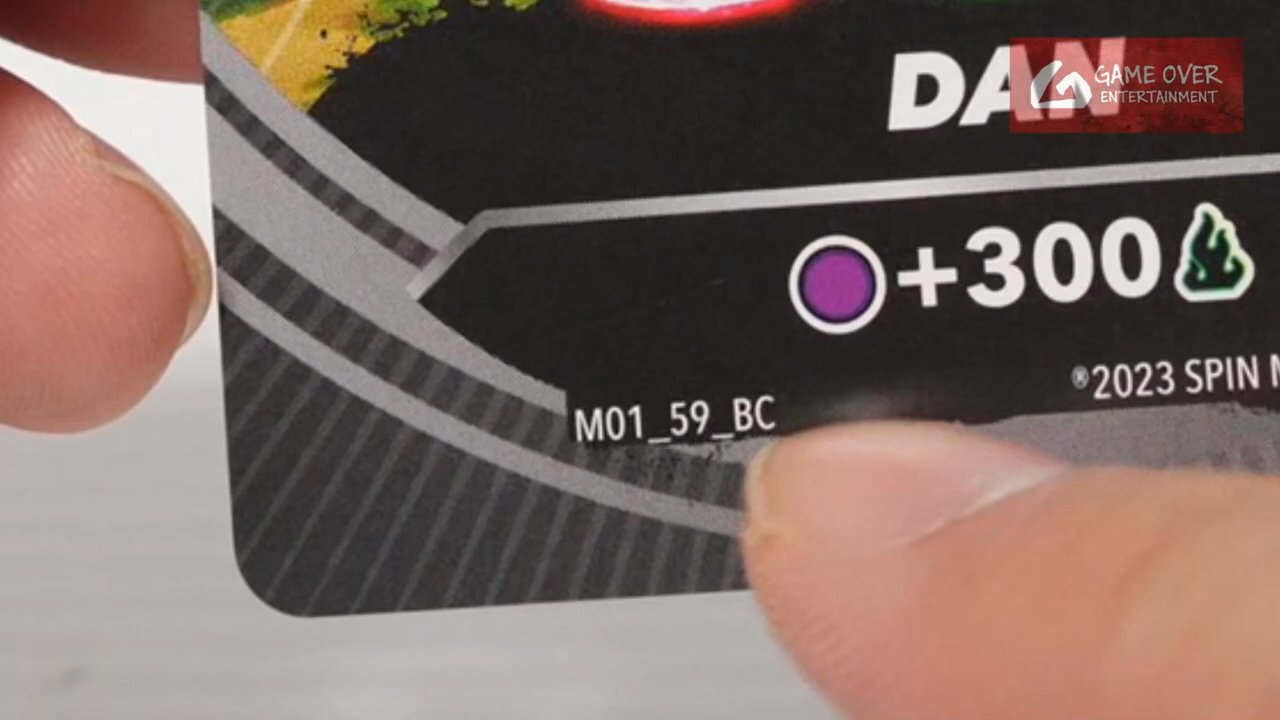 DAN
GAME OVER
ENTERTAINMENT
+300
®2023 SPIN
M01_59_BC